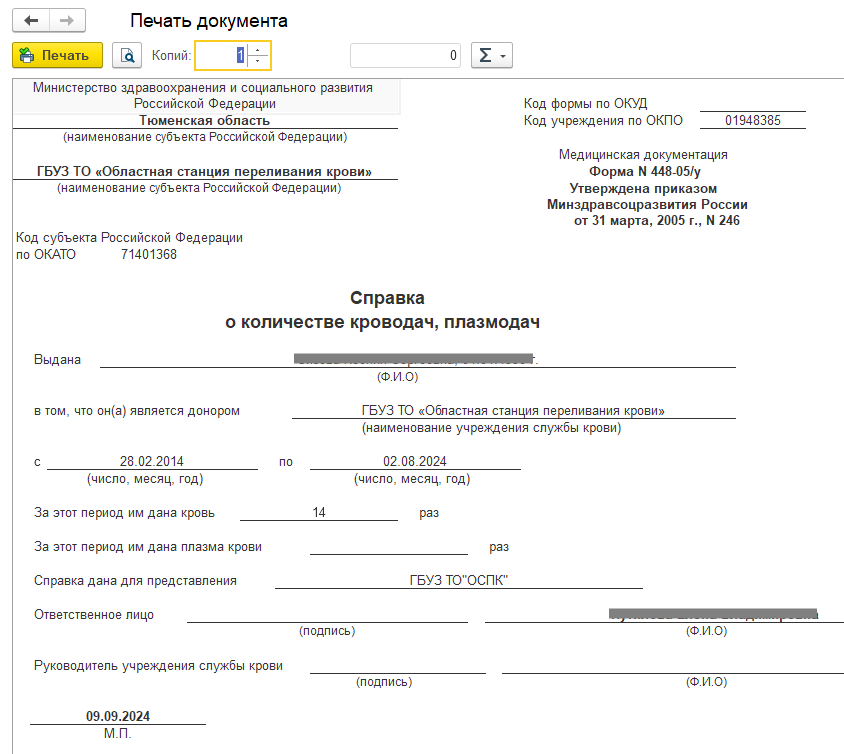 Печать документа
Печать Копий: 1 0 Σ
Министерство здравоохранения и социального развития
Российской Федерации
Тюменская область
(наименование субъекта Российской Федерации)
ГБУЗ ТО «Областная станция переливания крови»
(наименование субъекта Российской Федерации)
Код субъекта Российской Федерации
по ОКАТО 71401368
Код формы по ОКУД
Код учреждения по ОКПО 01948385
Медицинская документация
Форма N 448-05/у
Утверждена приказом
Минздравсоцразвития России
от 31 марта, 2005 г., N 246
Справка
о количестве кроводач, плазмодач
Выдана г.
(Ф.И.О)
в том, что он(а) является донором ГБУЗ ТО «Областная станция переливания крови»
(наименование учреждения службы крови)
с 28.02.2014 по 02.08.2024
(число, месяц, год) (число, месяц, год)
За этот период им дана кровь 14 раз
За этот период им дана плазма крови раз
Справка дана для представления ГБУЗ ТО"ОСПК"
Ответственное лицо
(подпись) (Ф.И.О)
Руководитель учреждения службы крови
(подпись) (Ф.И.О)
09.09.2024
М.П.